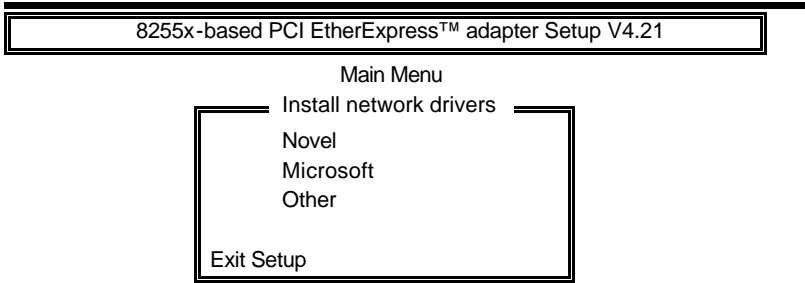 8255x-based PCI EtherExpress™ adapter Setup V4.21
Main Menu
Install network drivers
Novel
Microsoft
Other
Exit Setup